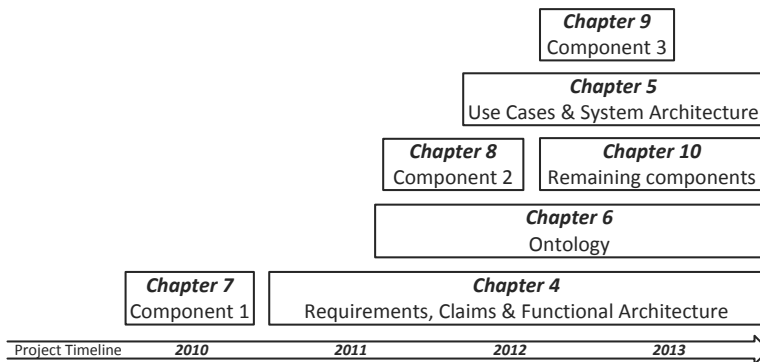 Chapter 9
Component 3
Chapter 5
Use Cases & System Architecture
Chapter 8
Component 2
Chapter 10
Remaining components
Chapter 6
Ontology
Chapter 7
Component 1
Chapter 4
Requirements, Claims & Functional Architecture
Project Timeline 2010 2011 2012 2013